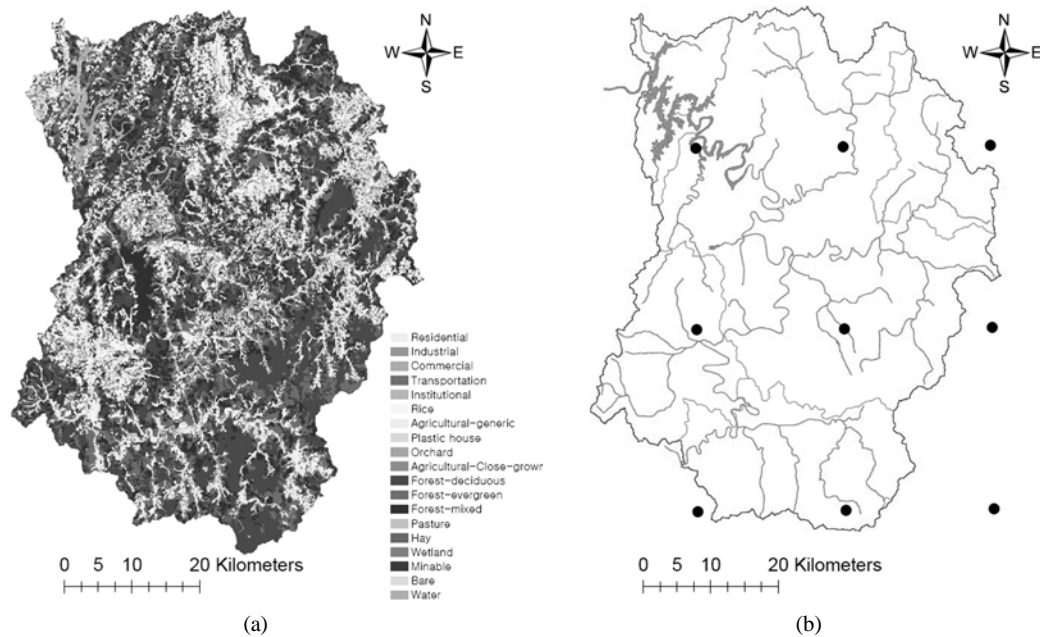 N
W E
S
N
W E
S
Residential
Industrial
Commercial
Transportation
Institutional
Rice
Agricultural-generic
Plastic house
Orchard
Agricultural-Close-growr
Forest-deciduous
Forest-evergreen
Forest-mixed
Pasture
Hay
Wetland
Minable
Bare
Water
0 5 10 20 Kilometers
0 5 10 20 Kilometers
(a)
(b)